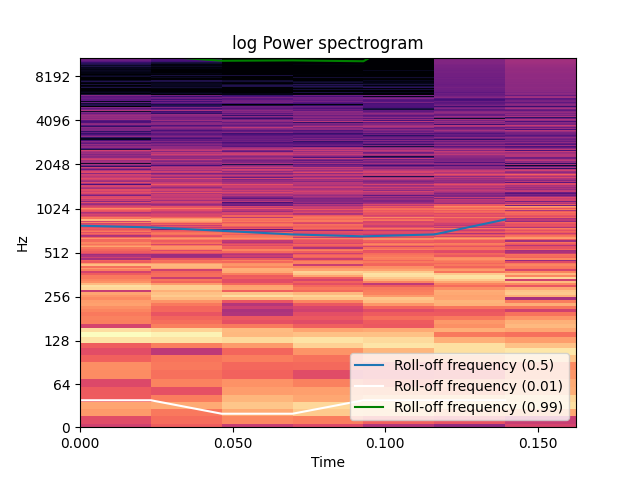 log Power spectrogram
8192
4096
2048
1024
512
256
128
64
0
Hz
Roll-off frequency (0.5)
Roll-off frequency (0.01)
Roll-off frequency (0.99)
0.000
0.050
0.100
0.150
Time